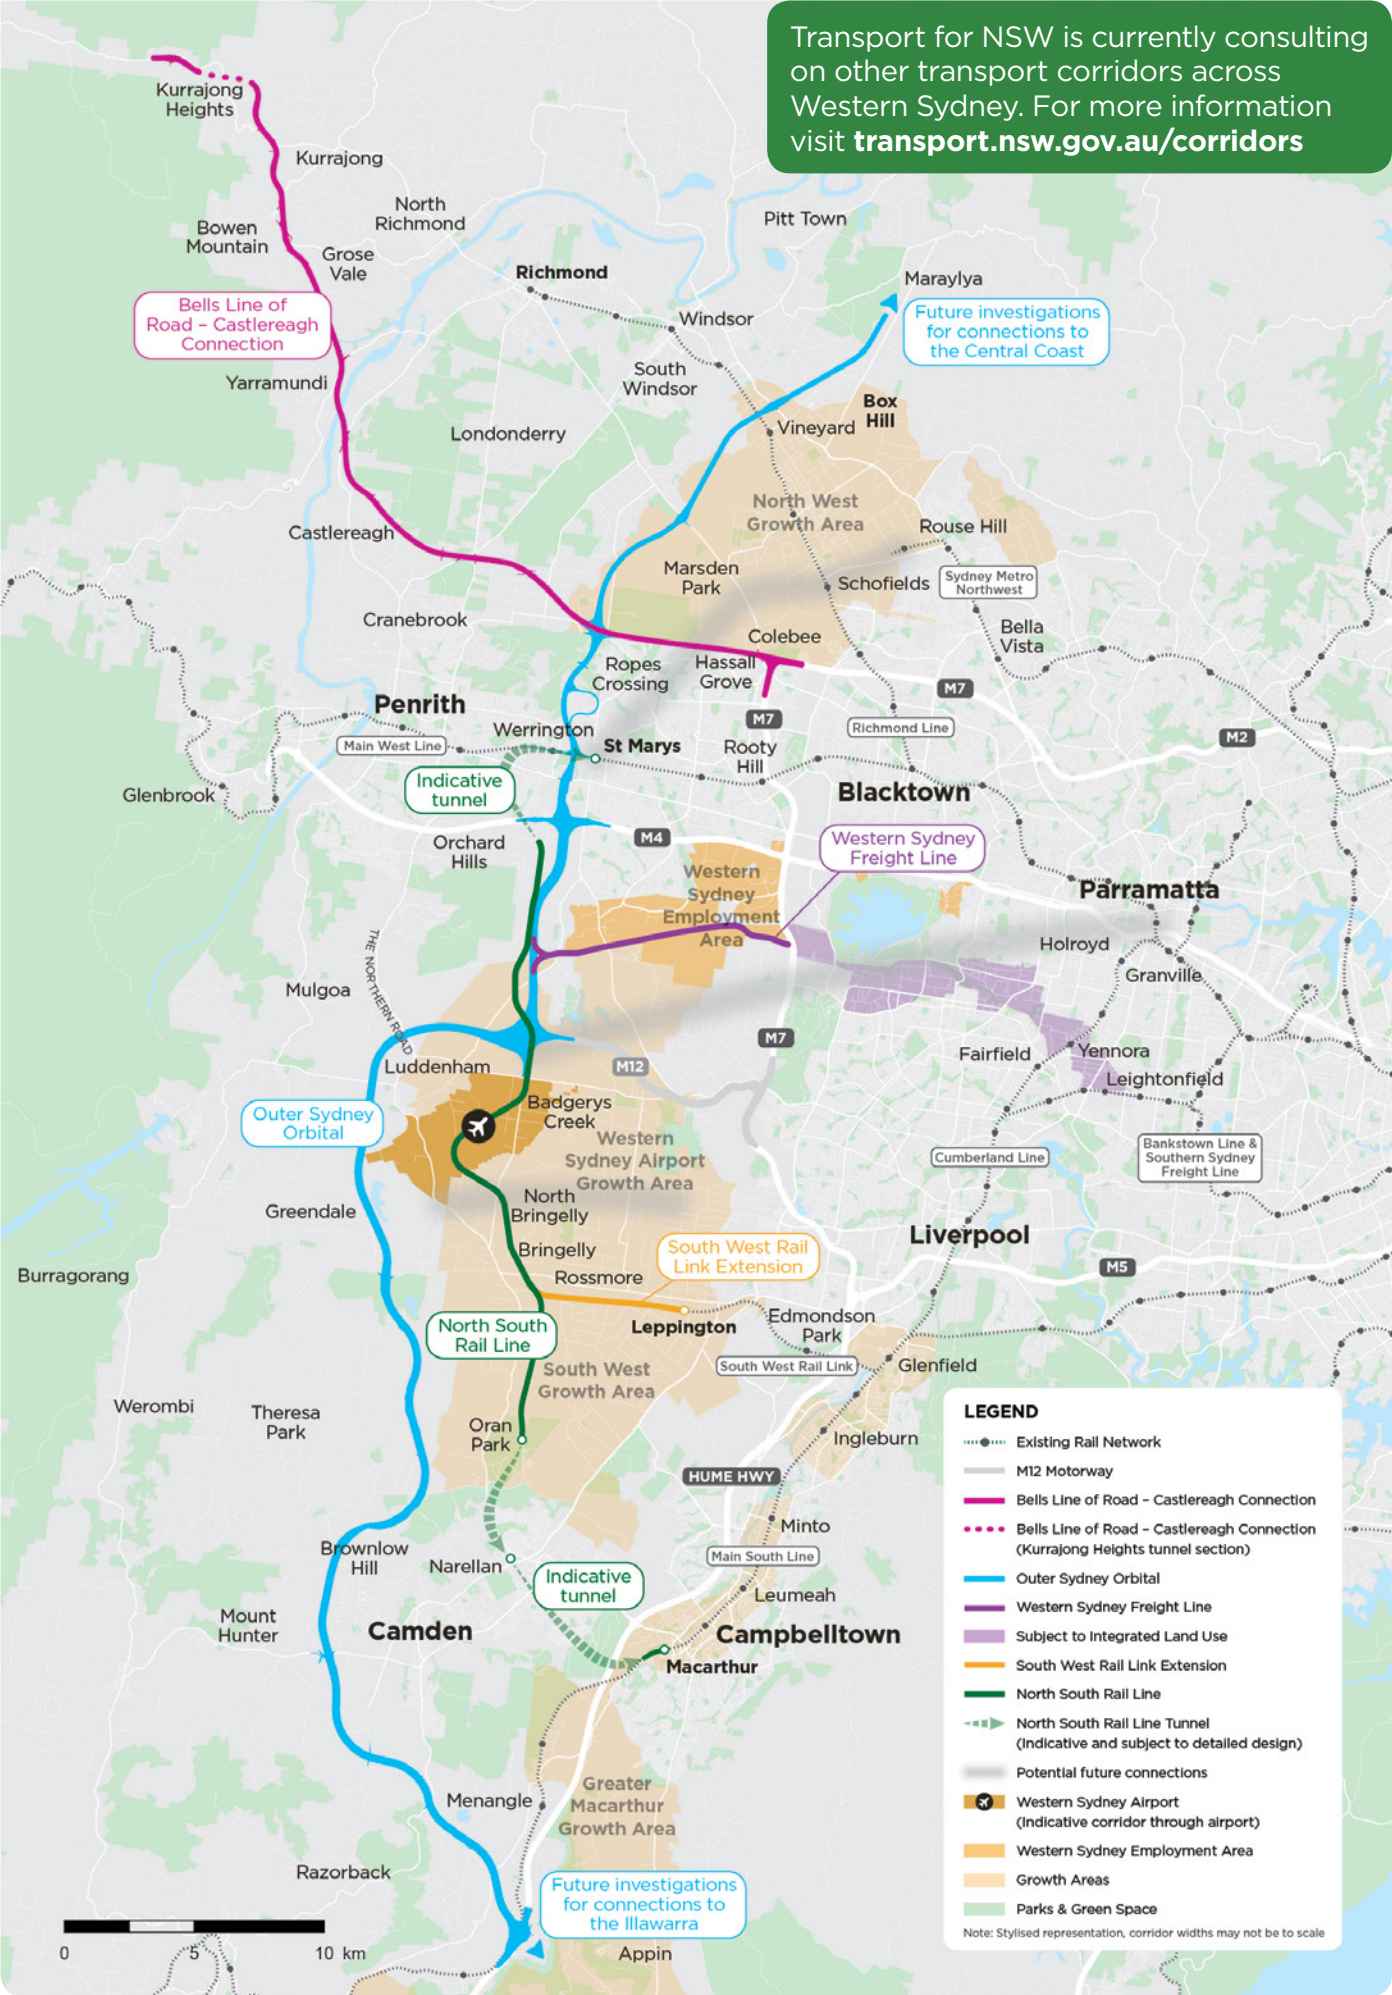 Transport for NSW is currently consulting
on other transport corridors across
Western Sydney. For more information
visit transport.nsw.gov.au/corridors
Kurrajong
Heights
Kurrajong
North
Richmond
Pitt Town
Bowen
Mountain
Grose
Vale
Richmond
Maraylya
Bells Line of
Road – Castlereagh
Connection
Windsor
Future investigations
for connections to
the Central Coast
South
Windsor
Yarramundi
Box
Hill
Vineyard
Londonderry
North West
Growth Area
Rouse Hill
Castlereagh
Marsden
Park
Schofields
Sydney Metro
Northwest
Cranebrook
Colebee
Bella
Vista
Ropes
Crossing
Hassall
Grove
M7
Penrith
M7
Richmond Line
Werrington
Main West Line
St Marys
Rooty
Hill
M2
Indicative
tunnel
Glenbrook
Blacktown
Orchard
Hills
M4
Western Sydney
Freight Line
Western
Sydney
Employment
Area
Parramatta
THE NORTHERN ROAD
Holroyd
Granville
Mulgoa
M7
Fairfield
Yennora
Luddenham
M12
Leightonfield
Outer Sydney
Orbital
Badgerys
Creek
Western
Sydney Airport
Growth Area
Cumberland Line
Bankstown Line &
Southern Sydney
Freight Line
Greendale
North
Bringelly
Liverpool
Bringelly
South West Rail
Link Extension
M5
Burragorang
Rossmore
North South
Rail Line
Leppington
Edmondson
Park
South West
Growth Area
South West Rail Link
Glenfield
Werombi
Theresa
Park
Oran
Park
Ingleburn
HUME HWY
Minto
Brownlow
Hill
Narellan
Main South Line
Indicative
tunnel
Leumeah
Mount
Hunter
Camden
Campbelltown
Macarthur
Menangle
Greater
Macarthur
Growth Area
Razorback
Future investigations
for connections to
the Illawarra
Appin
0 5 10 km
LEGEND
Existing Rail Network
M12 Motorway
Bells Line of Road – Castlereagh Connection
Bells Line of Road – Castlereagh Connection
(Kurrajong Heights tunnel section)
Outer Sydney Orbital
Western Sydney Freight Line
Subject to Integrated Land Use
South West Rail Link Extension
North South Rail Line
North South Rail Line Tunnel
(Indicative and subject to detailed design)
Potential future connections
Western Sydney Airport
(Indicative corridor through airport)
Western Sydney Employment Area
Growth Areas
Parks & Green Space
Note: Stylised representation, corridor widths may not be to scale